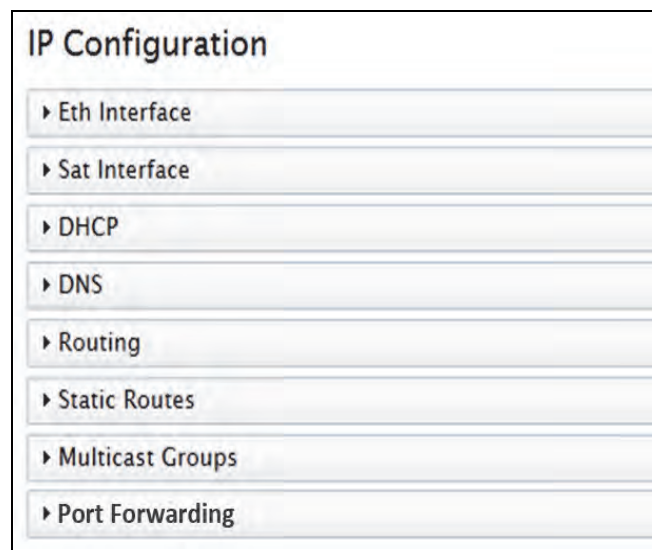 IP Configuration
Eth Interface
Sat Interface
DHCP
DNS
Routing
Static Routes
Multicast Groups
Port Forwarding